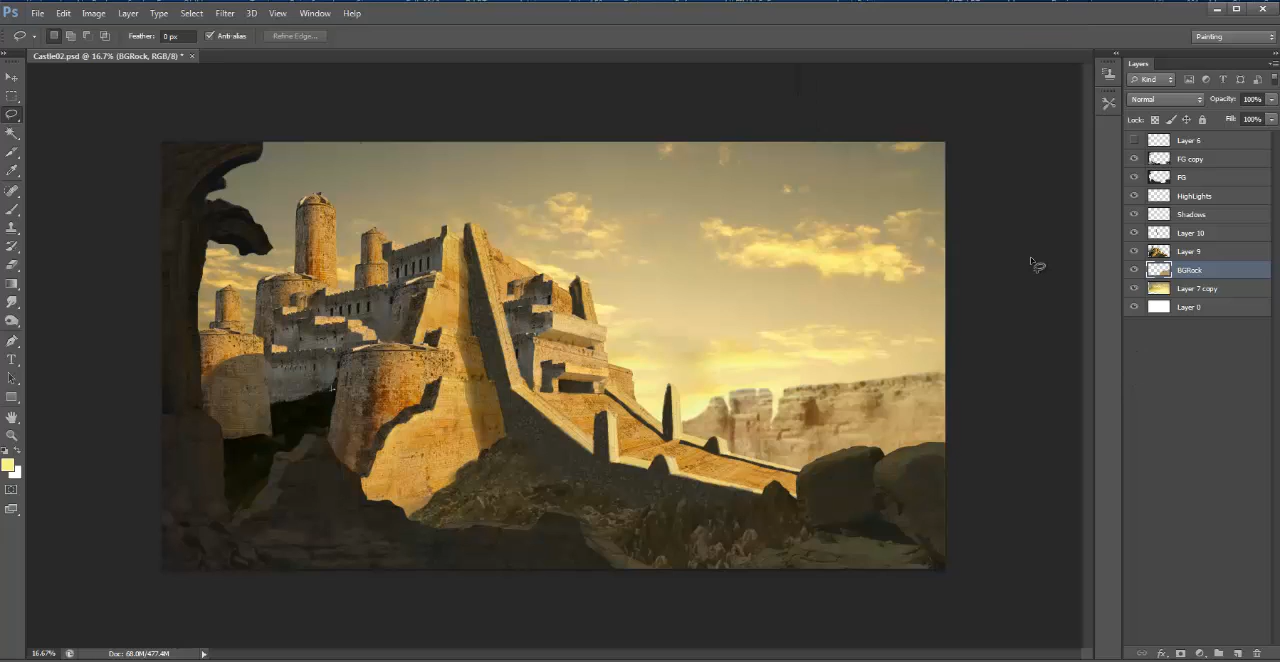 Ps File Edit Image Layer Type Select Filter 3D View Window Help
Feather: 0 px Anti-alias Refine Edge... Painting
Castle02.psd @ 16.7% (BGRock, RGB/8) * ×
Layers
Kind
Normal Opacity: 100%
Lock: Fill: 100%
Layer 6
FG copy
FG
HighLights
Shadows
Layer 10
Layer 9
BGRock
Layer 7 copy
Layer 0
16.67% Doc: 68.0M/477.4M